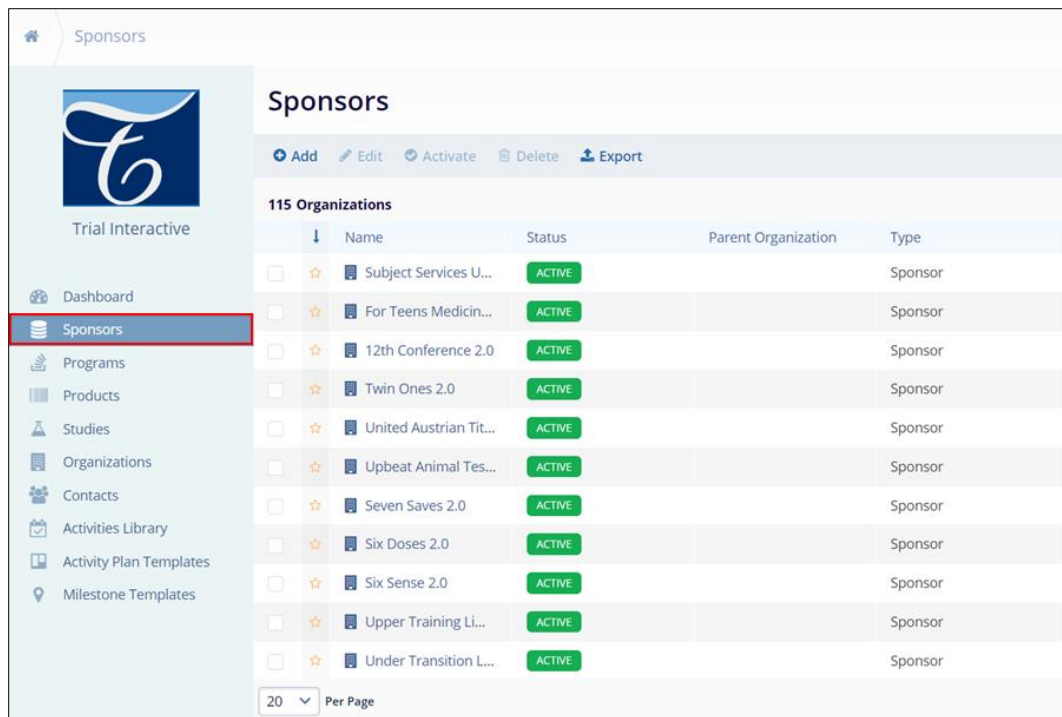 Sponsors
Trial Interactive
Dashboard
Sponsors
Programs
Products
Studies
Organizations
Contacts
Activities Library
Activity Plan Templates
Milestone Templates
Sponsors
Add Edit Activate Delete Export
115 Organizations
Name Status Parent Organization Type
Subject Services U... ACTIVE Sponsor
For Teens Medicin... ACTIVE Sponsor
12th Conference 2.0 ACTIVE Sponsor
Twin Ones 2.0 ACTIVE Sponsor
United Austrian Tit... ACTIVE Sponsor
Upbeat Animal Tes... ACTIVE Sponsor
Seven Saves 2.0 ACTIVE Sponsor
Six Doses 2.0 ACTIVE Sponsor
Six Sense 2.0 ACTIVE Sponsor
Upper Training Li... ACTIVE Sponsor
Under Transition L... ACTIVE Sponsor
20 Per Page